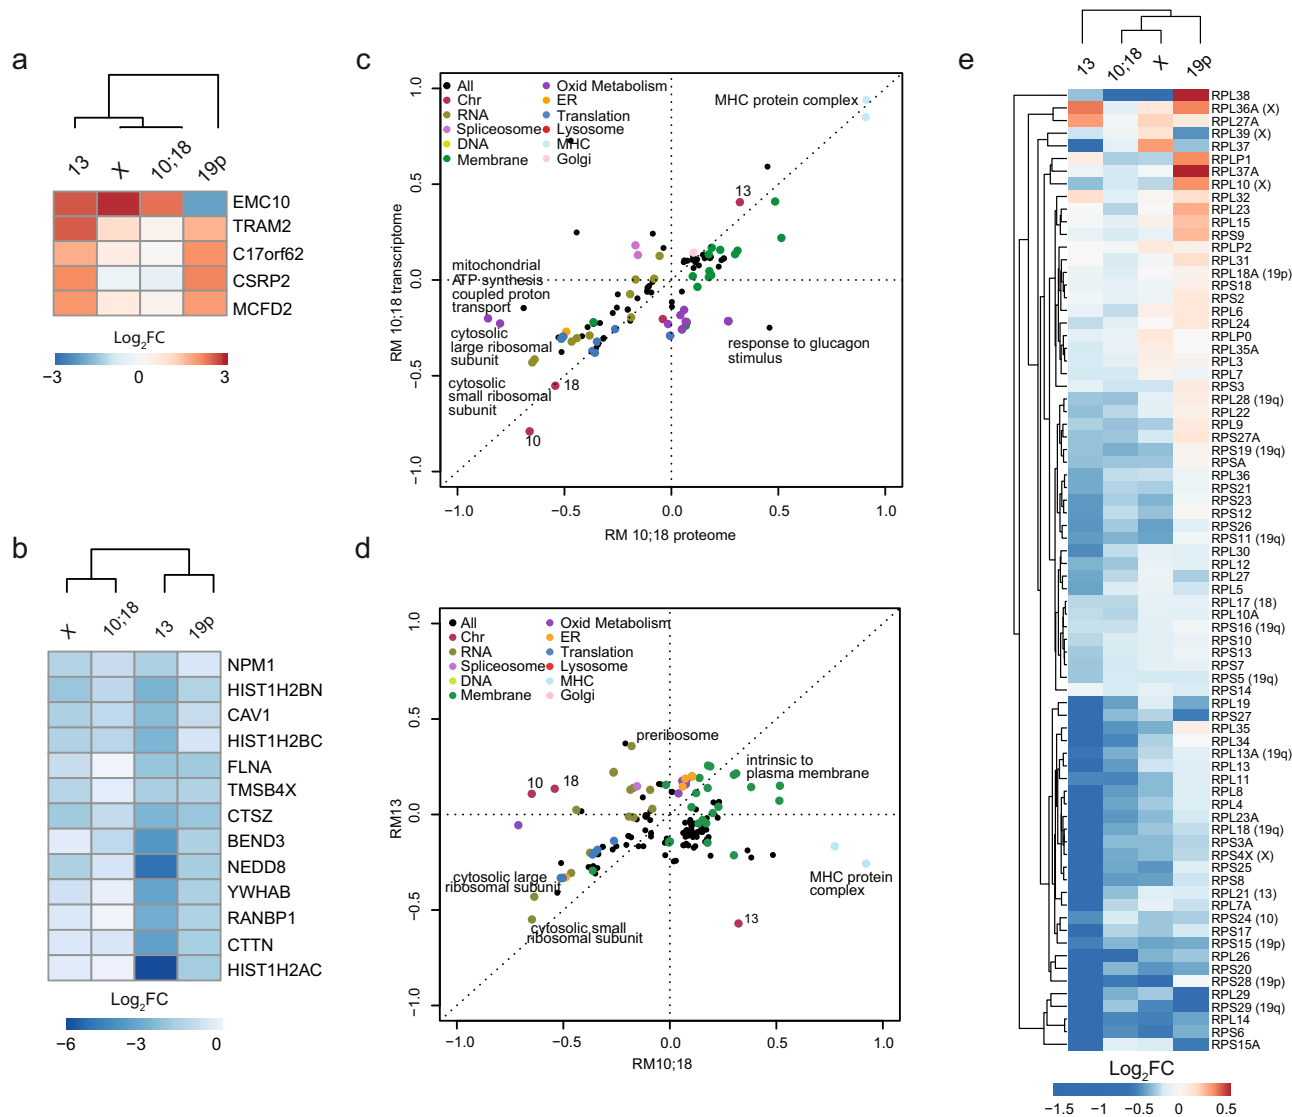 a
13
X
10;18
19p
EMC10
TRAM2
C17orf62
CSRP2
MCFD2
Log2FC
−3
0
3
b
X
10;18
13
19p
NPM1
HIST1H2BN
CAV1
HIST1H2BC
FLNA
TMSB4X
CTSZ
BEND3
NEDD8
YWHAB
RANBP1
CTTN
HIST1H2AC
Log2FC
−6
−3
0
c
RM 10;18 transcriptome
1.0
0.5
0.0
−0.5
−1.0
All
Chr
RNA
Spliceosome
DNA
Membrane
Oxid Metabolism
ER
Translation
Lysosome
MHC
Golgi
MHC protein complex
13
mitochondrial
ATP synthesis
coupled proton
transport
cytosolic
large ribosomal
subunit
cytosolic
small ribosomal
subunit
18
10
response to glucagon
stimulus
−1.0
−0.5
0.0
0.5
1.0
RM 10;18 proteome
d
RM13
1.0
0.5
0.0
−0.5
−1.0
All
Chr
RNA
Spliceosome
DNA
Membrane
Oxid Metabolism
ER
Translation
Lysosome
MHC
Golgi
preribosome
10
18
intrinsic to
plasma membrane
cytosolic large
ribosomal subunit
cytosolic small
ribosomal subunit
MHC protein
complex
13
−1.0
−0.5
0.0
0.5
1.0
RM10;18
e
13
10;18
X
19p
RPL38
RPL36A (X)
RPL27A
RPL39 (X)
RPL37
RPLP1
RPL37A
RPL10 (X)
RPL32
RPL23
RPL15
RPS9
RPLP2
RPL31
RPL18A (19p)
RPS18
RPS2
RPL6
RPL24
RPLP0
RPL35A
RPL3
RPL7
RPS3
RPL28 (19q)
RPL22
RPL9
RPS27A
RPS19 (19q)
RPSA
RPL36
RPS21
RPS23
RPS12
RPS26
RPS11 (19q)
RPL30
RPL12
RPL27
RPL5
RPL17 (18)
RPL10A
RPS16 (19q)
RPS10
RPS13
RPS7
RPS5 (19q)
RPS14
RPL19
RPS27
RPL35
RPL34
RPL13A (19q)
RPL13
RPL11
RPL8
RPL4
RPL23A
RPL18 (19q)
RPS3A
RPS4X (X)
RPS25
RPS8
RPL21 (13)
RPL7A
RPS24 (10)
RPS17
RPS15 (19p)
RPL26
RPS20
RPS28 (19p)
RPL29
RPS29 (19q)
RPL14
RPS6
RPS15A
Log2FC
−1.5
−1
−0.5
0
0.5